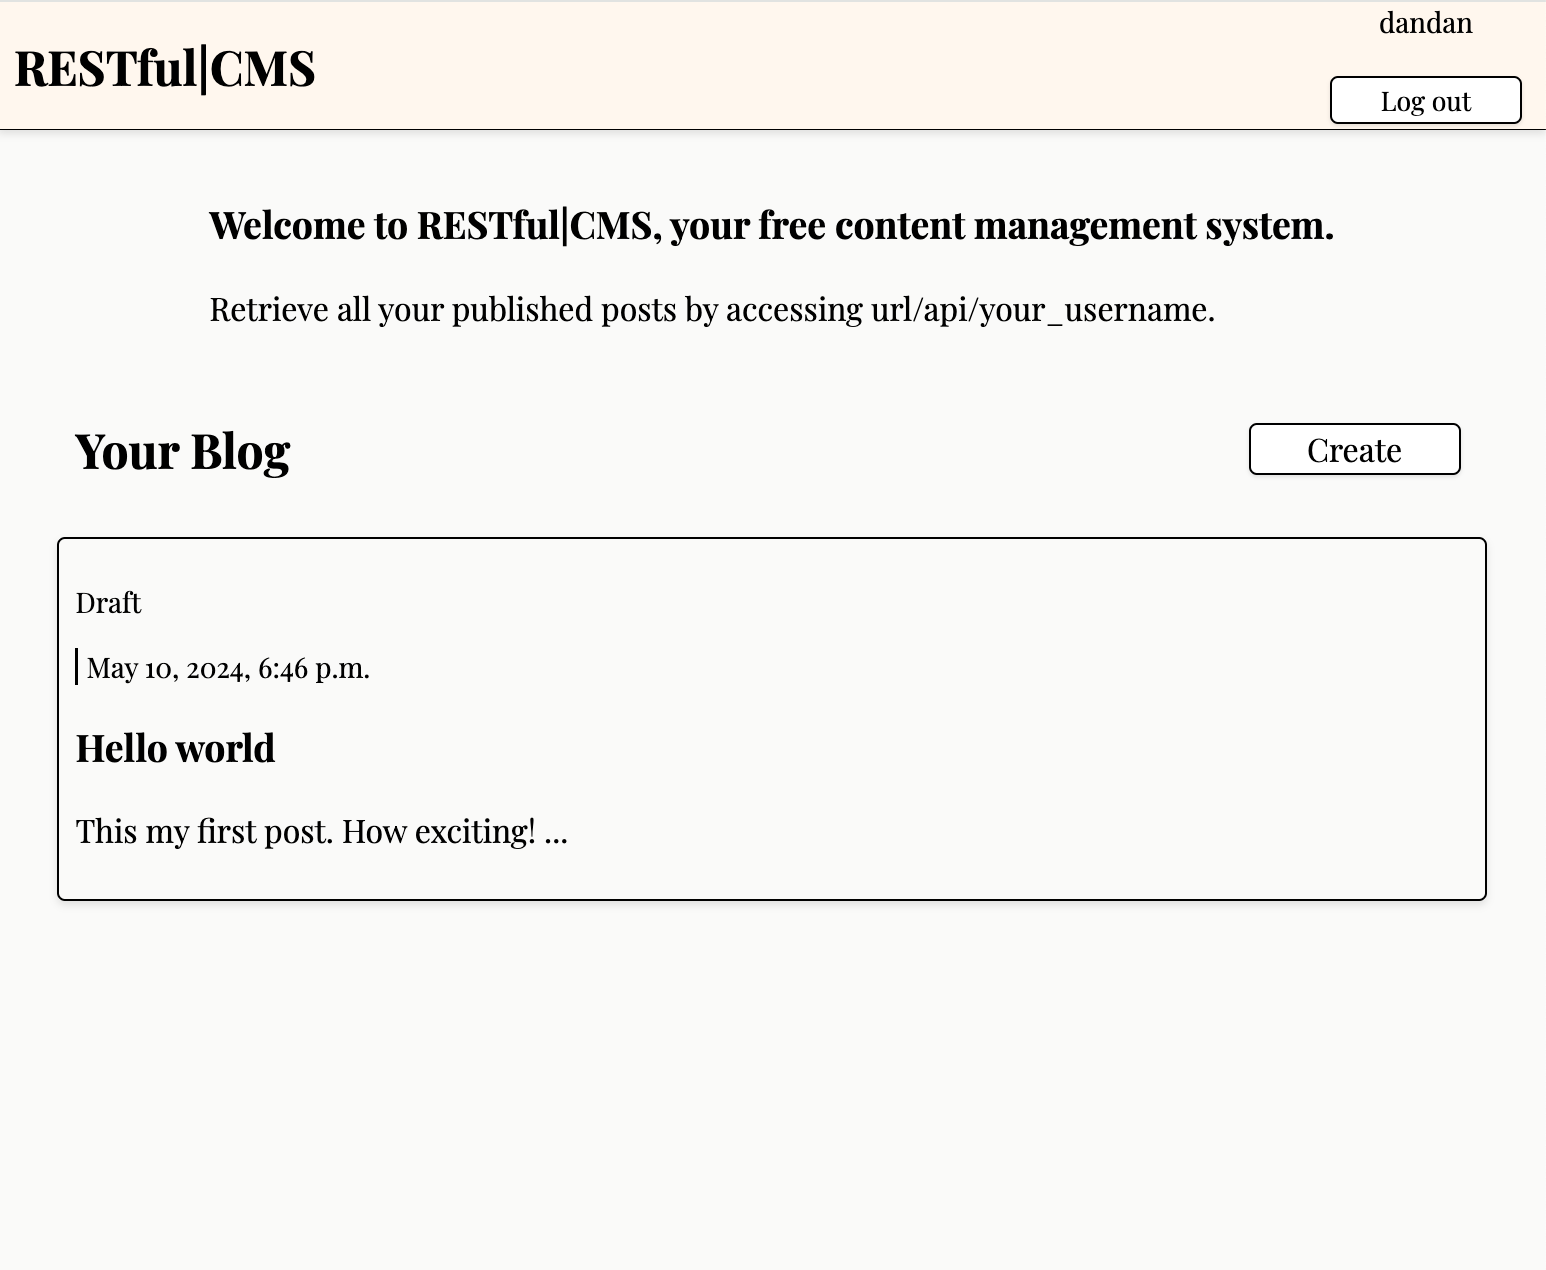 RESTful|CMS
dandan
Log out
Welcome to RESTful|CMS, your free content management system.
Retrieve all your published posts by accessing url/api/your_username.
Your Blog
Create
Draft
May 10, 2024, 6:46 p.m.
Hello world
This my first post. How exciting! ...